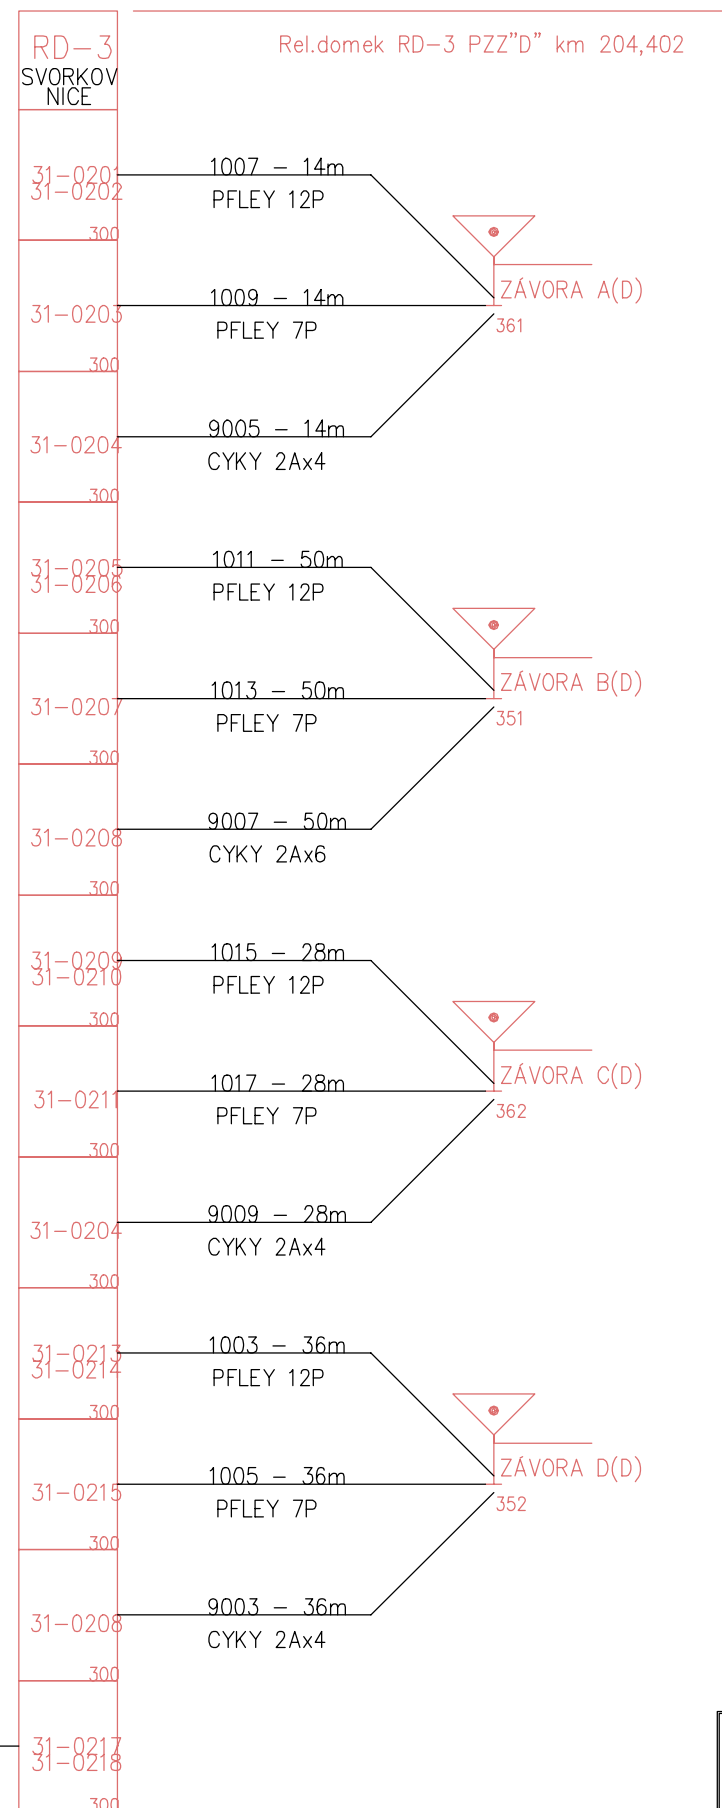 RD-3
Rel.domek RD-3 PZZ"D" km 204,402
SVORKOV
NICE
31-0201
31-0202
300
1007 - 14m
PFLEY 12P
31-0203
300
1009 - 14m
PFLEY 7P
ZÁVORA A(D)
361
31-0204
300
9005 - 14m
CYKY 2Ax4
31-0205
31-0206
300
1011 - 50m
PFLEY 12P
31-0207
300
1013 - 50m
PFLEY 7P
ZÁVORA B(D)
351
31-0208
300
9007 - 50m
CYKY 2Ax6
31-0209
31-0210
300
1015 - 28m
PFLEY 12P
31-0211
300
1017 - 28m
PFLEY 7P
ZÁVORA C(D)
362
31-0204
300
9009 - 28m
CYKY 2Ax4
31-0213
31-0214
300
1003 - 36m
PFLEY 12P
31-0215
300
1005 - 36m
PFLEY 7P
ZÁVORA D(D)
352
31-0208
300
9003 - 36m
CYKY 2Ax4
31-0217
31-0218
300